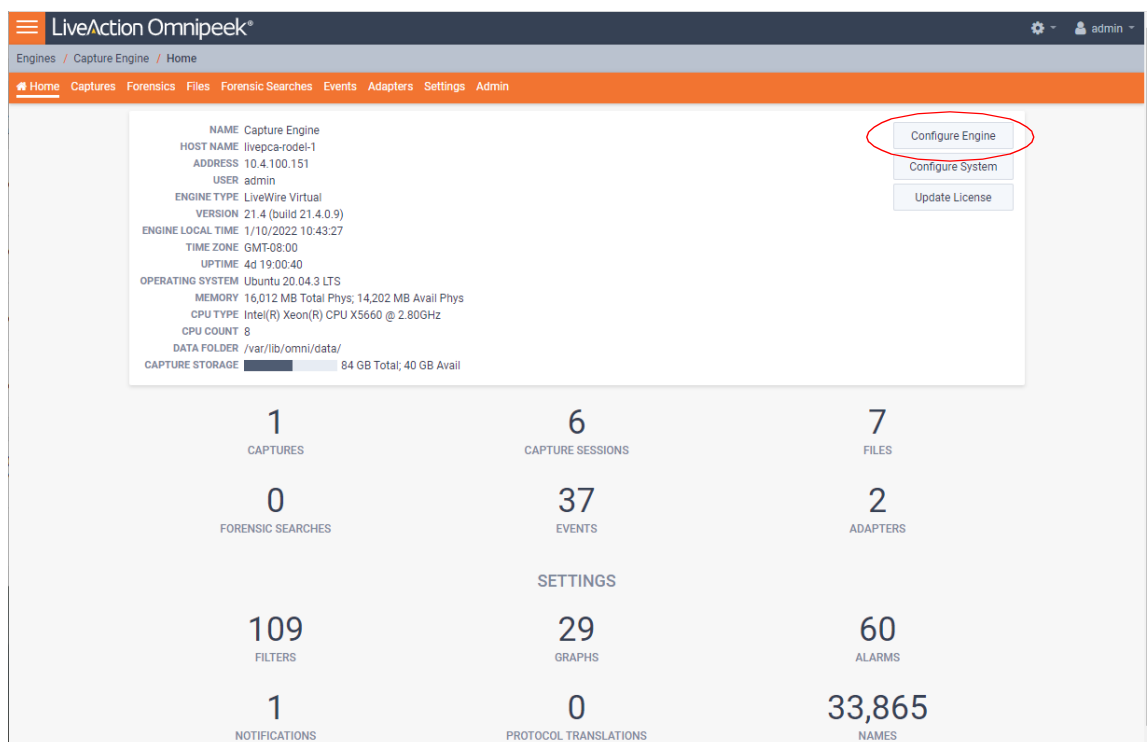 LiveAction Omnipeek®
admin
Engines / Capture Engine / Home
Home Captures Forensics Files Forensic Searches Events Adapters Settings Admin
NAME Capture Engine
HOST NAME livepca-rodel-1
ADDRESS 10.4.100.151
USER admin
ENGINE TYPE LiveWire Virtual
VERSION 21.4 (build 21.4.0.9)
ENGINE LOCAL TIME 1/10/2022 10:43:27
TIME ZONE GMT-08:00
UPTIME 4d 19:00:40
OPERATING SYSTEM Ubuntu 20.04.3 LTS
MEMORY 16,012 MB Total Phys; 14,202 MB Avail Phys
CPU TYPE Intel(R) Xeon(R) CPU X5660 @ 2.80GHz
CPU COUNT 8
DATA FOLDER /var/lib/omni/data/
CAPTURE STORAGE 84 GB Total; 40 GB Avail
Configure Engine
Configure System
Update License
1 6 7
CAPTURES CAPTURE SESSIONS FILES
0 37 2
FORENSIC SEARCHES EVENTS ADAPTERS
SETTINGS
109 29 60
FILTERS GRAPHS ALARMS
1 0 33,865
NOTIFICATIONS PROTOCOL TRANSLATIONS NAMES